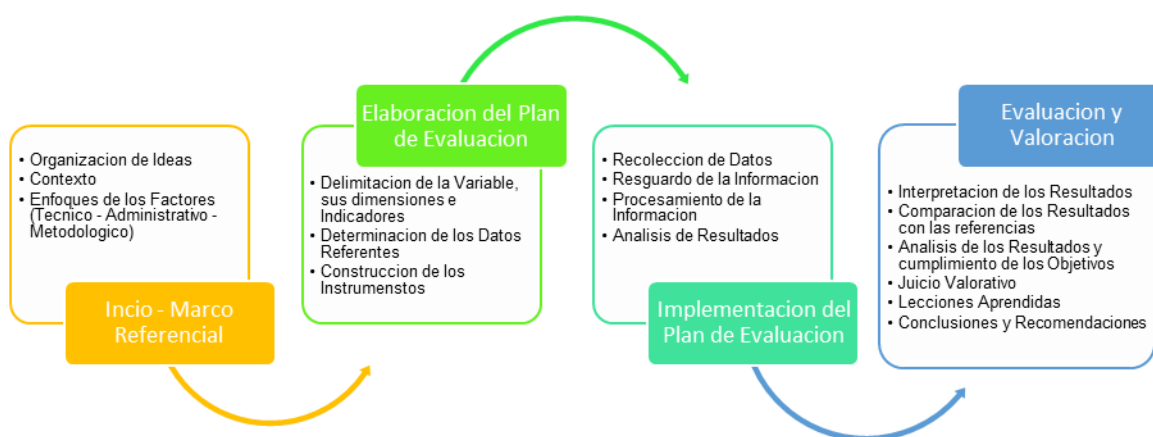 • Organizacion de Ideas
• Contexto
• Enfoques de los Factores
(Tecnico - Administrativo -
Metodologico)
Incio - Marco
Referencial
Elaboracion del Plan
de Evaluacion
• Delimitacion de la Variable,
sus dimensiones e
Indicadores
• Determinacion de los Datos
Referentes
• Construccion de los
Instrumenstos
• Recoleccion de Datos
• Resguardo de la Informacion
• Procesamiento de la
Informacion
• Analisis de Resultados
Implementacion del
Plan de Evaluacion
Evaluacion y
Valoracion
• Interpretacion de los Resultados
• Comparacion de los Resultados
con las referencias
• Analisis de los Resultados y
cumplimiento de los Objetivos
• Juicio Valorativo
• Lecciones Aprendidas
• Conclusiones y Recomendaciones